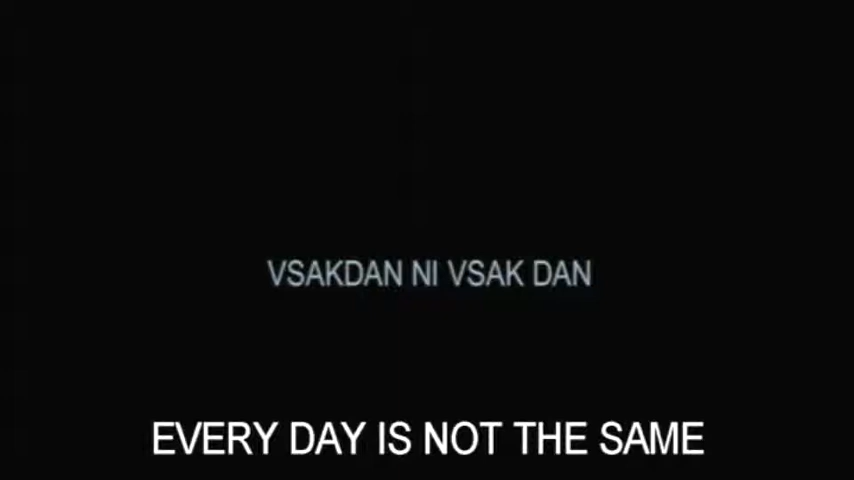 VSAKDAN NI VSAK DAN
EVERY DAY IS NOT THE SAME